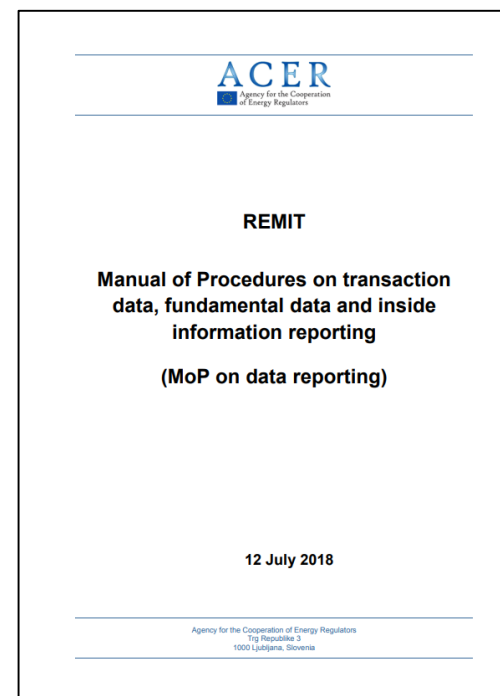 ACER
Agency for the Cooperation
of Energy Regulators
REMIT
Manual of Procedures on transaction
data, fundamental data and inside
information reporting
(MoP on data reporting)
12 July 2018
Agency for the Cooperation of Energy Regulators
Trg Republike 3
1000 Ljubljana, Slovenia